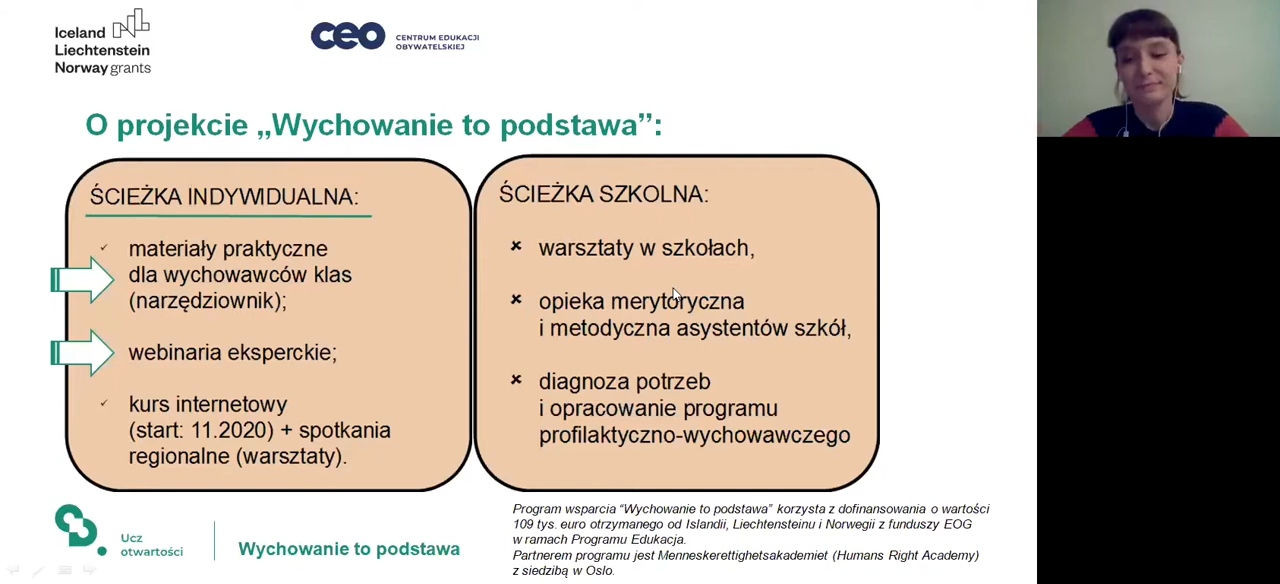 Iceland
Liechtenstein
Norway grants
ceo
CENTRUM EDUKACJI
OBYWATELSKIEJ
O projekcie „Wychowanie to podstawa”:
ŚCIEŻKA INDYWIDUALNA:
materiały praktyczne
dla wychowawców klas
(narzędziownik);
webinaria eksperckie;
kurs internetowy
(start: 11.2020) + spotkania
regionalne (warsztaty).
ŚCIEŻKA SZKOLNA:
warsztaty w szkołach,
opieka merytoryczna
i metodyczna asystentów szkół,
diagnoza potrzeb
i opracowanie programu
profilaktyczno-wychowawczego
Ucz
otwartości
Wychowanie to podstawa
Program wsparcia “Wychowanie to podstawa” korzysta z dofinansowania o wartości
109 tys. euro otrzymanego od Islandii, Liechtensteinu i Norwegii z funduszy EOG
w ramach Programu Edukacja.
Partnerem programu jest Menneskerettighetsakademiet (Humans Right Academy)
z siedzibą w Oslo.